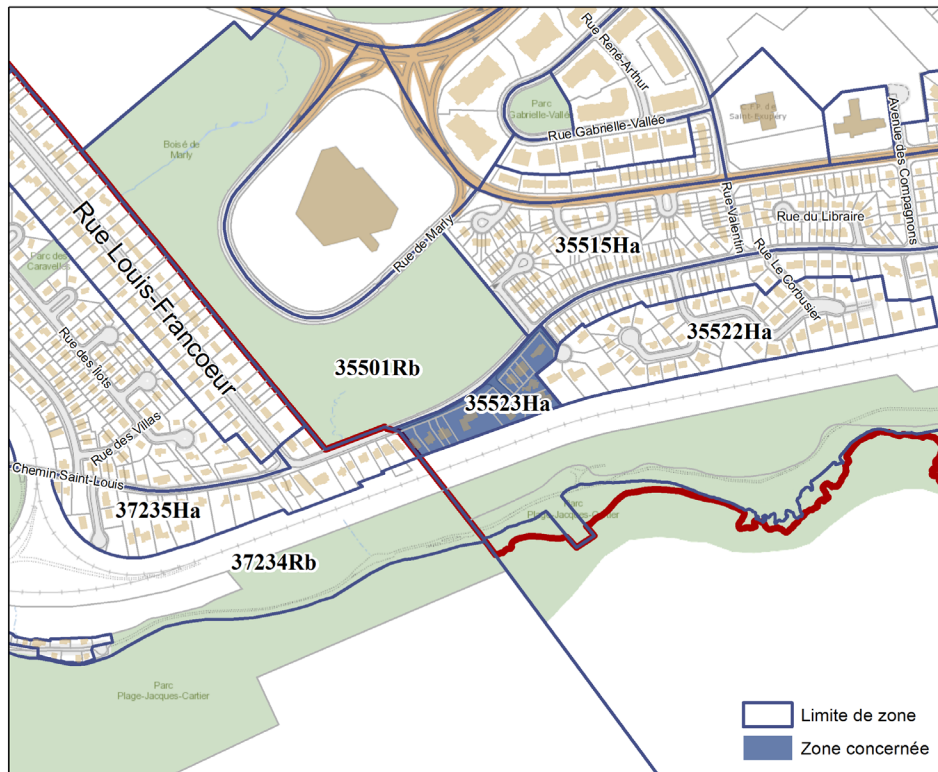 Rue René-Arthur
Parc
Gabrielle-Vallée
Rue Gabrielle-Vallée
C.F.P. de
Saint-Exupéry
Avenue des Compagnons
Boisé de
Marly
Rue Louis-Francoeur
Rue de Marly
Rue Valentin
Rue du Libraire
35515Ha
Parc des
Caravelles
Rue Le Corbusier
Rue des Îlots
35522Ha
35501Rb
35523Ha
Rue des Villas
Chemin Saint-Louis
37235Ha
Parc
Plage-Jacques-Cartier
37234Rb
Parc
Plage-Jacques-Cartier
Limite de zone
Zone concernée